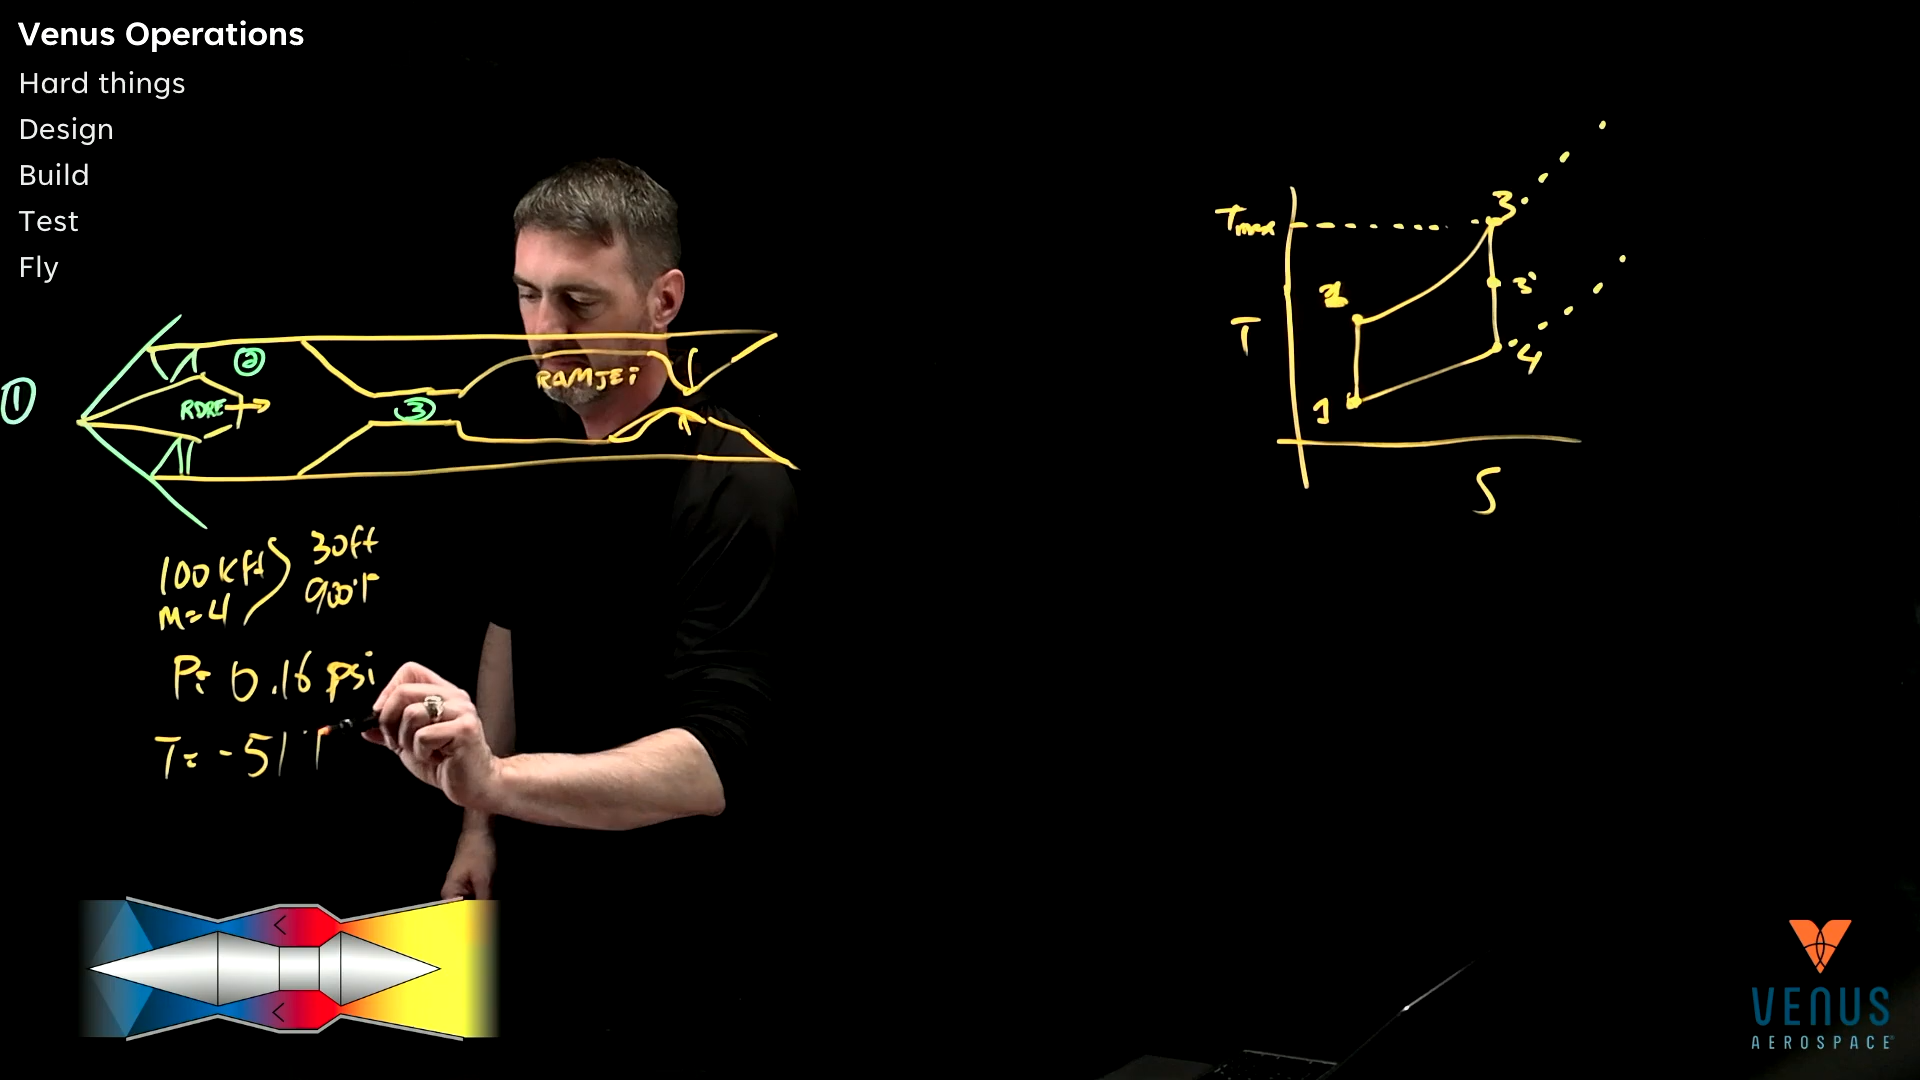 Venus Operations
Hard things
Design
Build
Test
Fly
1
2
RDRE
3
RAMJET
100 kft
M=4
30ft
900°F
P= 0.16 psi
T= -51°
Tmax
T
2
3
3'
1
4
S
VENUS
AEROSPACE